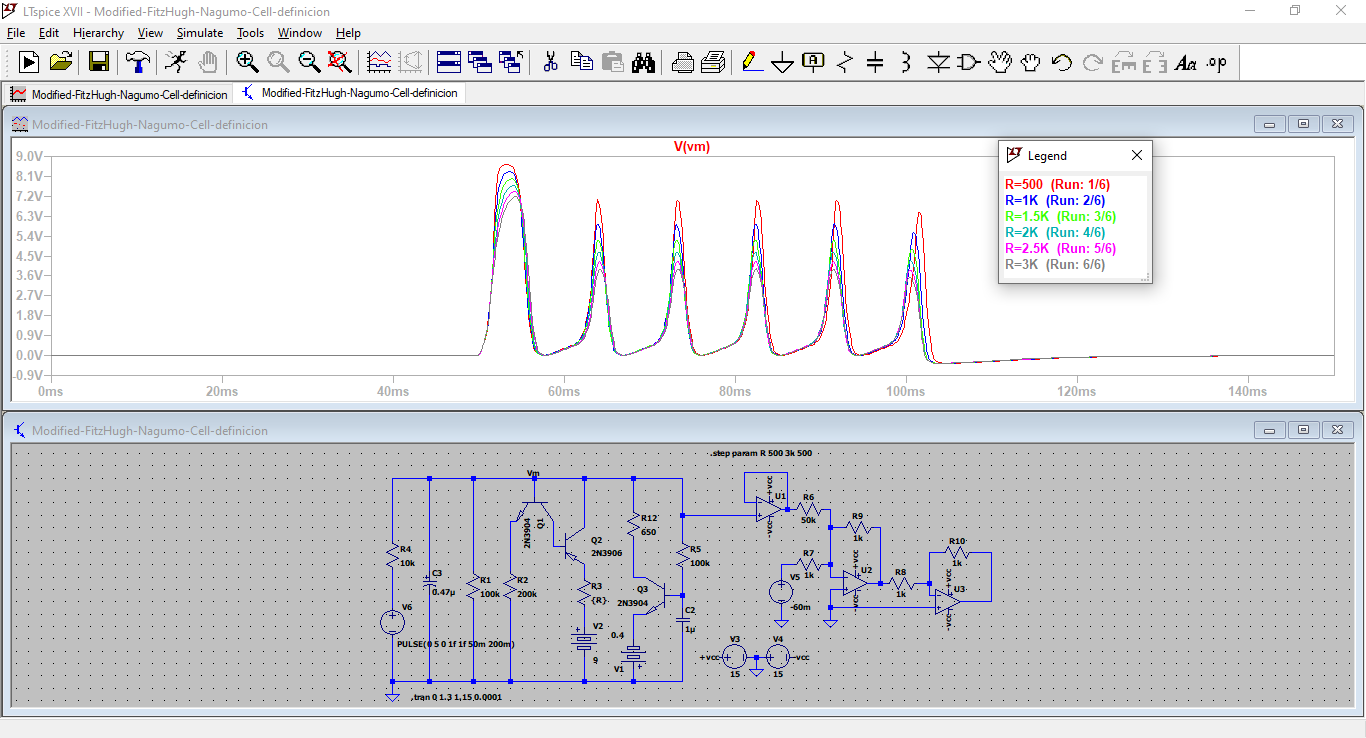 LTspice XVII - Modified-FitzHugh-Nagumo-Cell-definicion
File Edit Hierarchy View Simulate Tools Window Help
Modified-FitzHugh-Nagumo-Cell-definicion Modified-FitzHugh-Nagumo-Cell-definicion
Modified-FitzHugh-Nagumo-Cell-definicion
V(vm)
9.0V
8.1V
7.2V
6.3V
5.4V
4.5V
3.6V
2.7V
1.8V
0.9V
0.0V
-0.9V
0ms 20ms 40ms 60ms 80ms 100ms 120ms 140ms
Legend
R=500 (Run: 1/6)
R=1K (Run: 2/6)
R=1.5K (Run: 3/6)
R=2K (Run: 4/6)
R=2.5K (Run: 5/6)
R=3K (Run: 6/6)
Modified-FitzHugh-Nagumo-Cell-definicion
.step param R 500 3k 500
Vm
R4
10k
V6
PULSE(0 5 0 1f 1f 50m 200m)
C3
0.47µ
R1
100k
R2
200k
2N3904
Q1
Q2
2N3906
R3
{R}
V2
9
R12
650
Q3
2N3904
0.4
V1
R5
100k
C2
1µ
+vcc
U1
-vcc
R6
50k
R7
1k
V5
-60m
R9
1k
+vcc
U2
-vcc
R8
1k
R10
1k
+vcc
U3
-vcc
+vcc
V3
15
V4
15
-vcc
.tran 0 1.3 1.15 0.0001